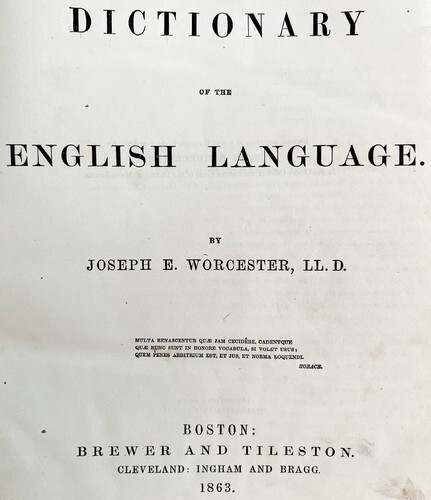 DICTIONARY
OF THE
ENGLISH LANGUAGE.
BY
JOSEPH E. WORCESTER, LL. D.
MULTA RENASCENTUR QUÆ JAM CECIDÊRE, CADENTQUE
QUÆ NUNC SUNT IN HONORE VOCABULA, SI VOLET USUS;
QUEM PENES ARBITRIUM EST, ET JUS, ET NORMA LOQUENDI.
HORACE.
BOSTON:
BREWER AND TILESTON.
CLEVELAND: INGHAM AND BRAGG.
1863.